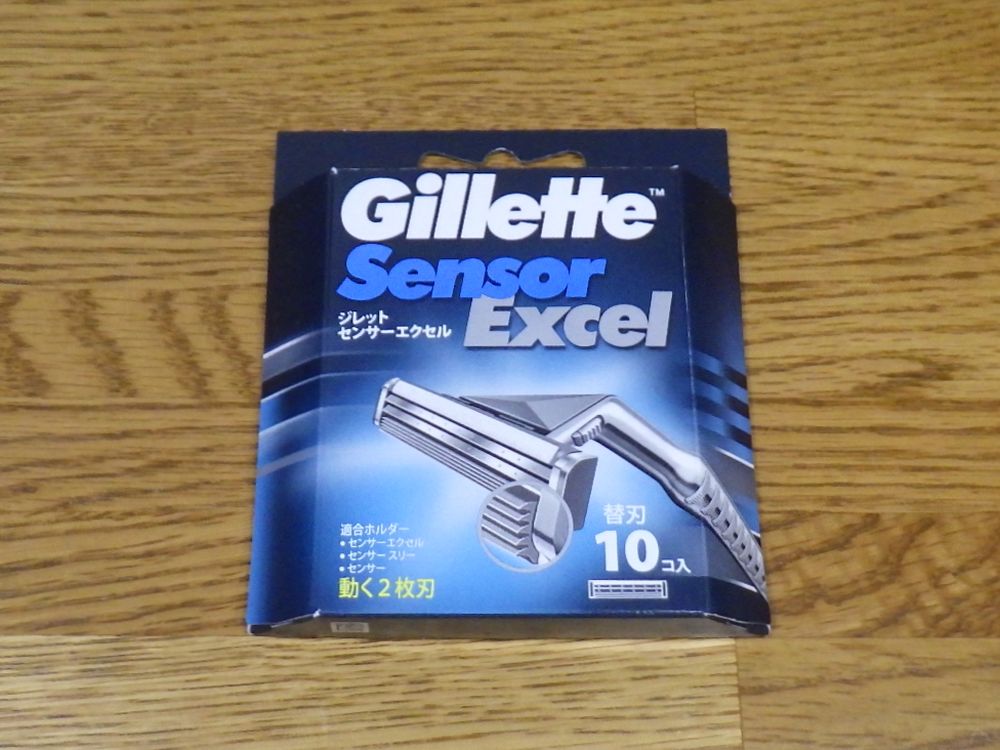 Gillette™
Sensor
Excel
ジレット
センサーエクセル
適合ホルダー
• センサーエクセル
• センサー スリー
• センサー
動く2枚刃
替刃
10コ入